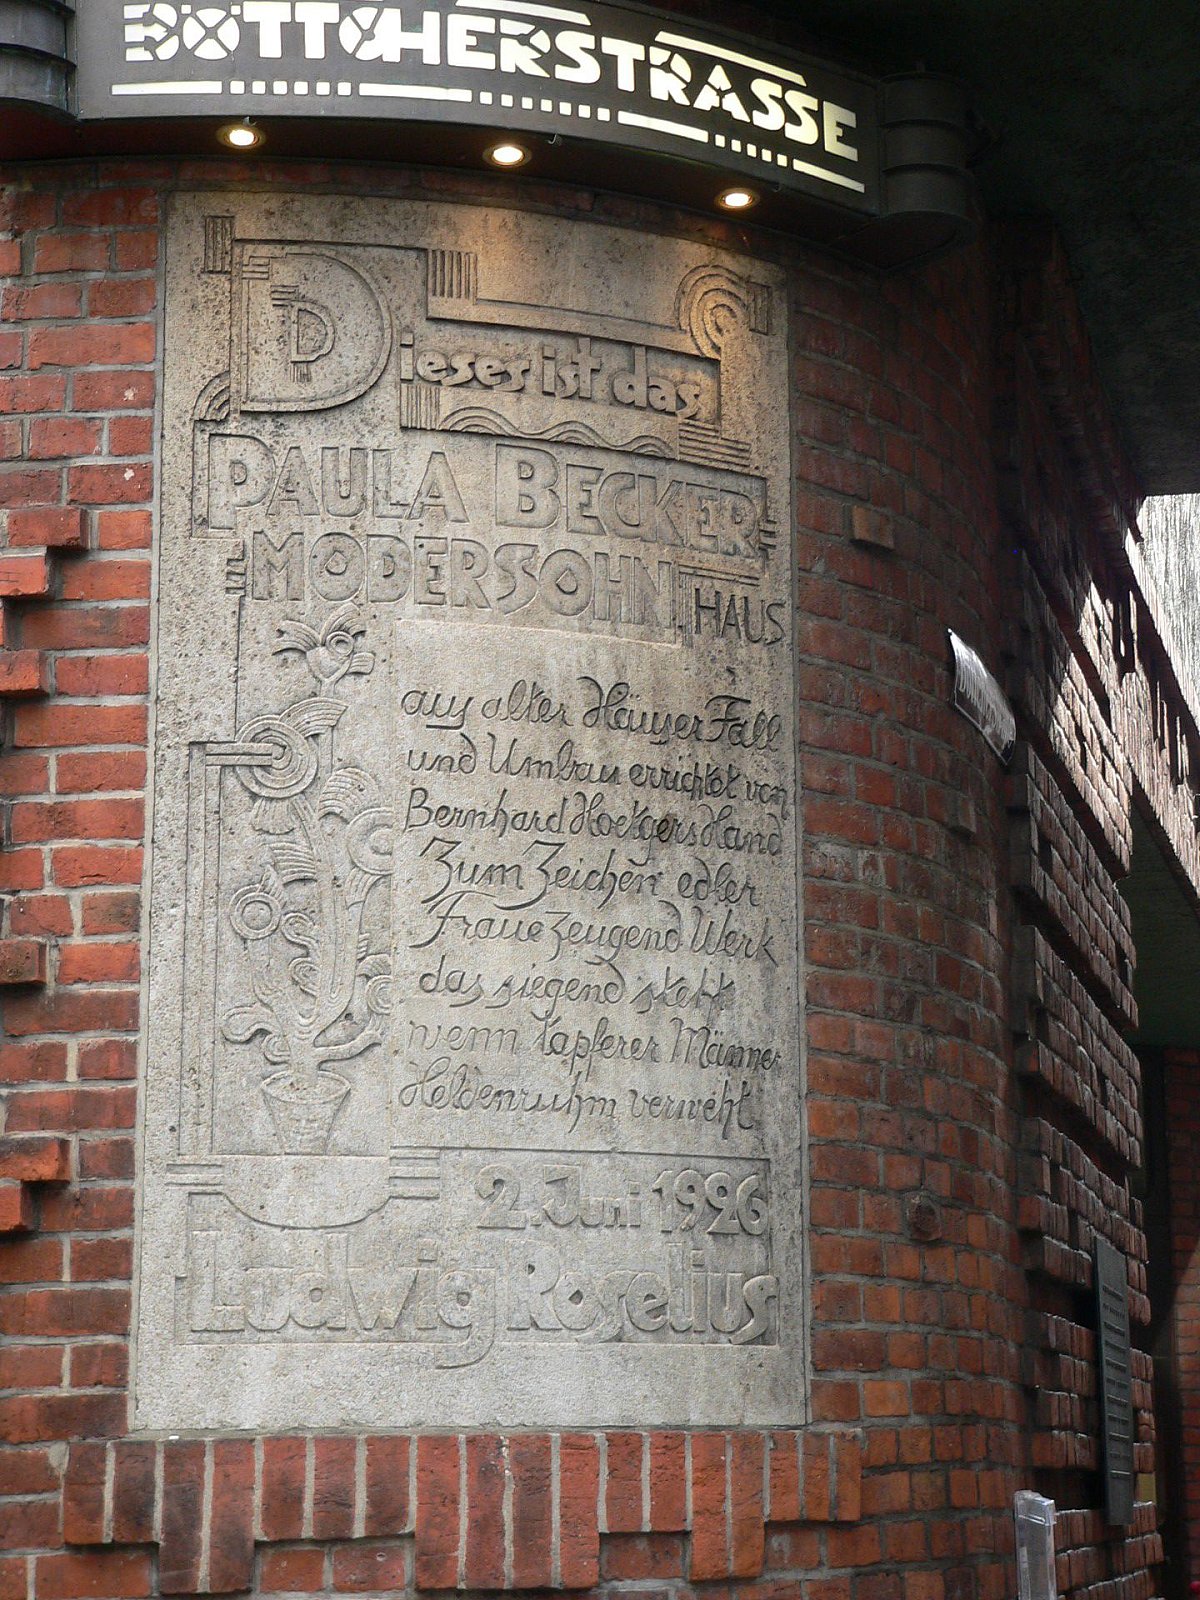 BÖTTCHERSTRASSE
Dieses ist das
PAULA BECKER
MODERSOHN HAUS
aus alter Häuser Fall
und Umbau errichtet von
Bernhard Hoetgers Hand
Zum Zeichen edler
Fraue zeugend Werk
das siegend steht
wenn tapferer Männer
Heldenruhm verweht
2. Juni 1926
Ludwig Roselius